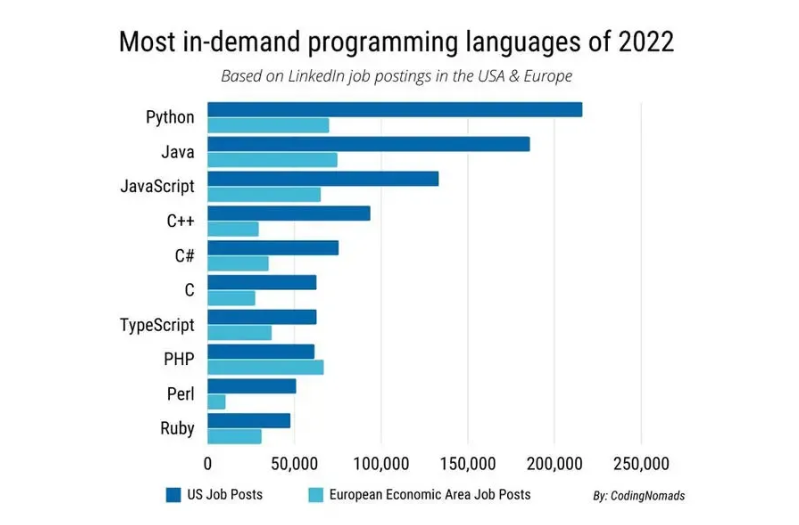 Most in-demand programming languages of 2022
Based on LinkedIn job postings in the USA & Europe
Python
Java
JavaScript
C++
C#
C
TypeScript
PHP
Perl
Ruby
0 50,000 100,000 150,000 200,000 250,000
US Job Posts European Economic Area Job Posts By: CodingNomads